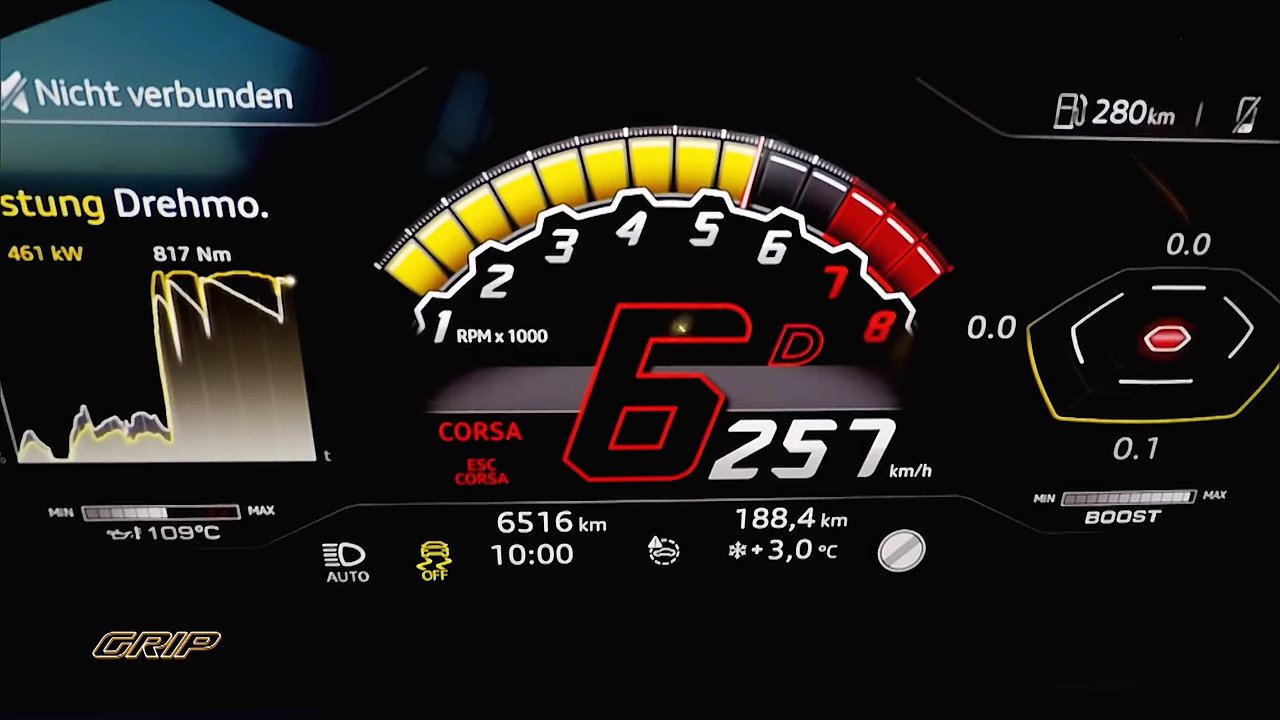 Nicht verbunden
280 km
stung Drehmo.
461 kW 817 Nm
t
1 2 3 4 5 6 7 8
RPM x 1000
6 D
CORSA
ESC
CORSA
257 km/h
0.0
0.0
0.1
MIN MAX
109°C
MIN MAX
BOOST
6516 km
188,4 km
10:00
+3,0 °C
AUTO
OFF
GRIP